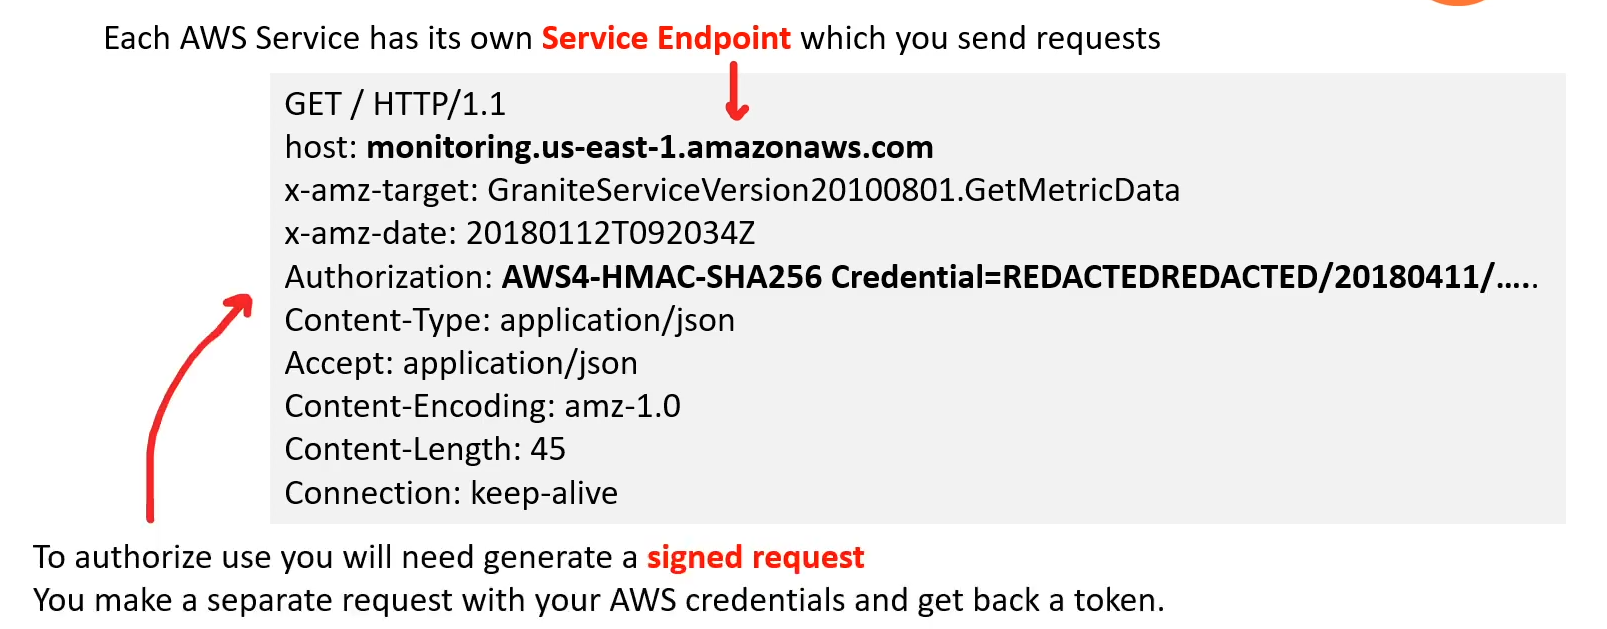 Each AWS Service has its own Service Endpoint which you send requests
GET / HTTP/1.1
host: monitoring.us-east-1.amazonaws.com
x-amz-target: GraniteServiceVersion20100801.GetMetricData
x-amz-date: 20180112T092034Z
Authorization: AWS4-HMAC-SHA256 Credential=REDACTEDREDACTED/20180411/.....
Content-Type: application/json
Accept: application/json
Content-Encoding: amz-1.0
Content-Length: 45
Connection: keep-alive
To authorize use you will need generate a signed request
You make a separate request with your AWS credentials and get back a token.